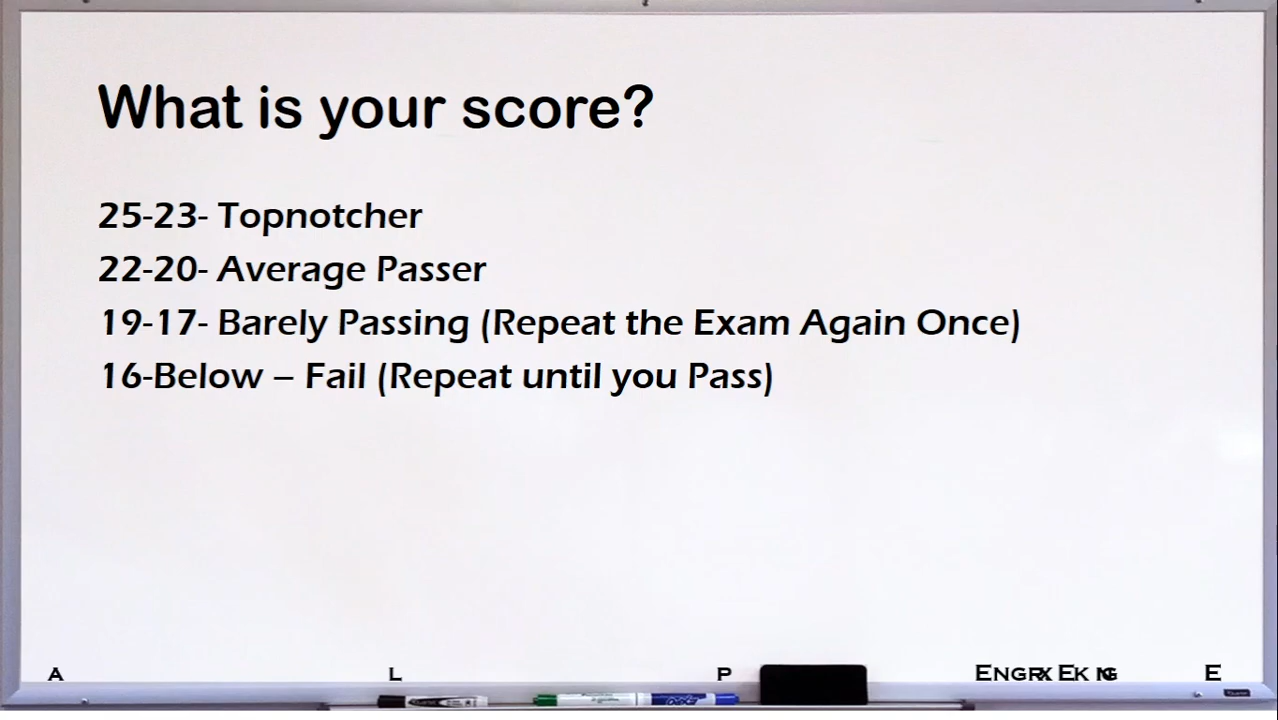 What is your score?
25-23- Topnotcher
22-20- Average Passer
19-17- Barely Passing (Repeat the Exam Again Once)
16-Below – Fail (Repeat until you Pass)
A L P E